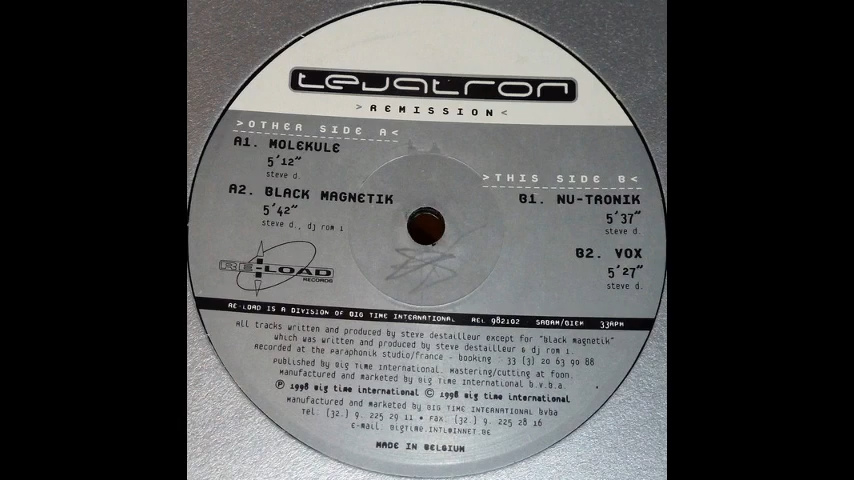 tevatron
>REMISSION<
>OTHER SIDE A<
A1. MOLEKULE
5'12"
steve d.
A2. BLACK MAGNETIK
5'42"
steve d., dj rom i
>THIS SIDE B<
B1. NU-TRONIK
5'37"
steve d.
B2. VOX
5'27"
steve d.
RE-LOAD
RECORDS
RE-LOAD IS A DIVISION OF BIG TIME INTERNATIONAL REL 982102 - SABAM/BIEM 33RPM
All tracks written and produced by steve destailleur except for "black magnetik"
which was written and produced by steve destailleur & dj rom i.
Recorded at the paraphonik studio/france - booking 33 (3) 20 63 90 88
published by Big Time International. Mastering/cutting at foon.
Manufactured and marketed by Big Time International b.v.b.a.
℗ 1998 Big time international © 1998 Big time international
Manufactured and marketed by BIG TIME INTERNATIONAL bvba
TEL. (32.) 9. 225 29 11 • FAX. (32.) 9. 225 28 16
E-mail. BIGTIME.INTL@INNET.BE
MADE IN BELGIUM